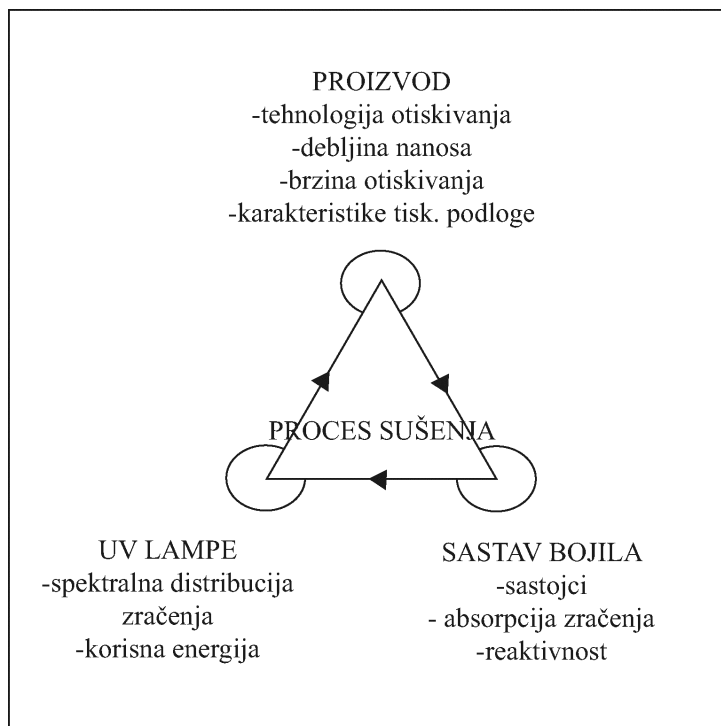 PROIZVOD
-tehnologija otiskivanja
-debljina nanosa
-brzina otiskivanja
-karakteristike tisk. podloge
PROCES SUŠENJA
UV LAMPE
-spektralna distribucija
zračenja
-korisna energija
SASTAV BOJILA
-sastojci
- absorpcija zračenja
-reaktivnost